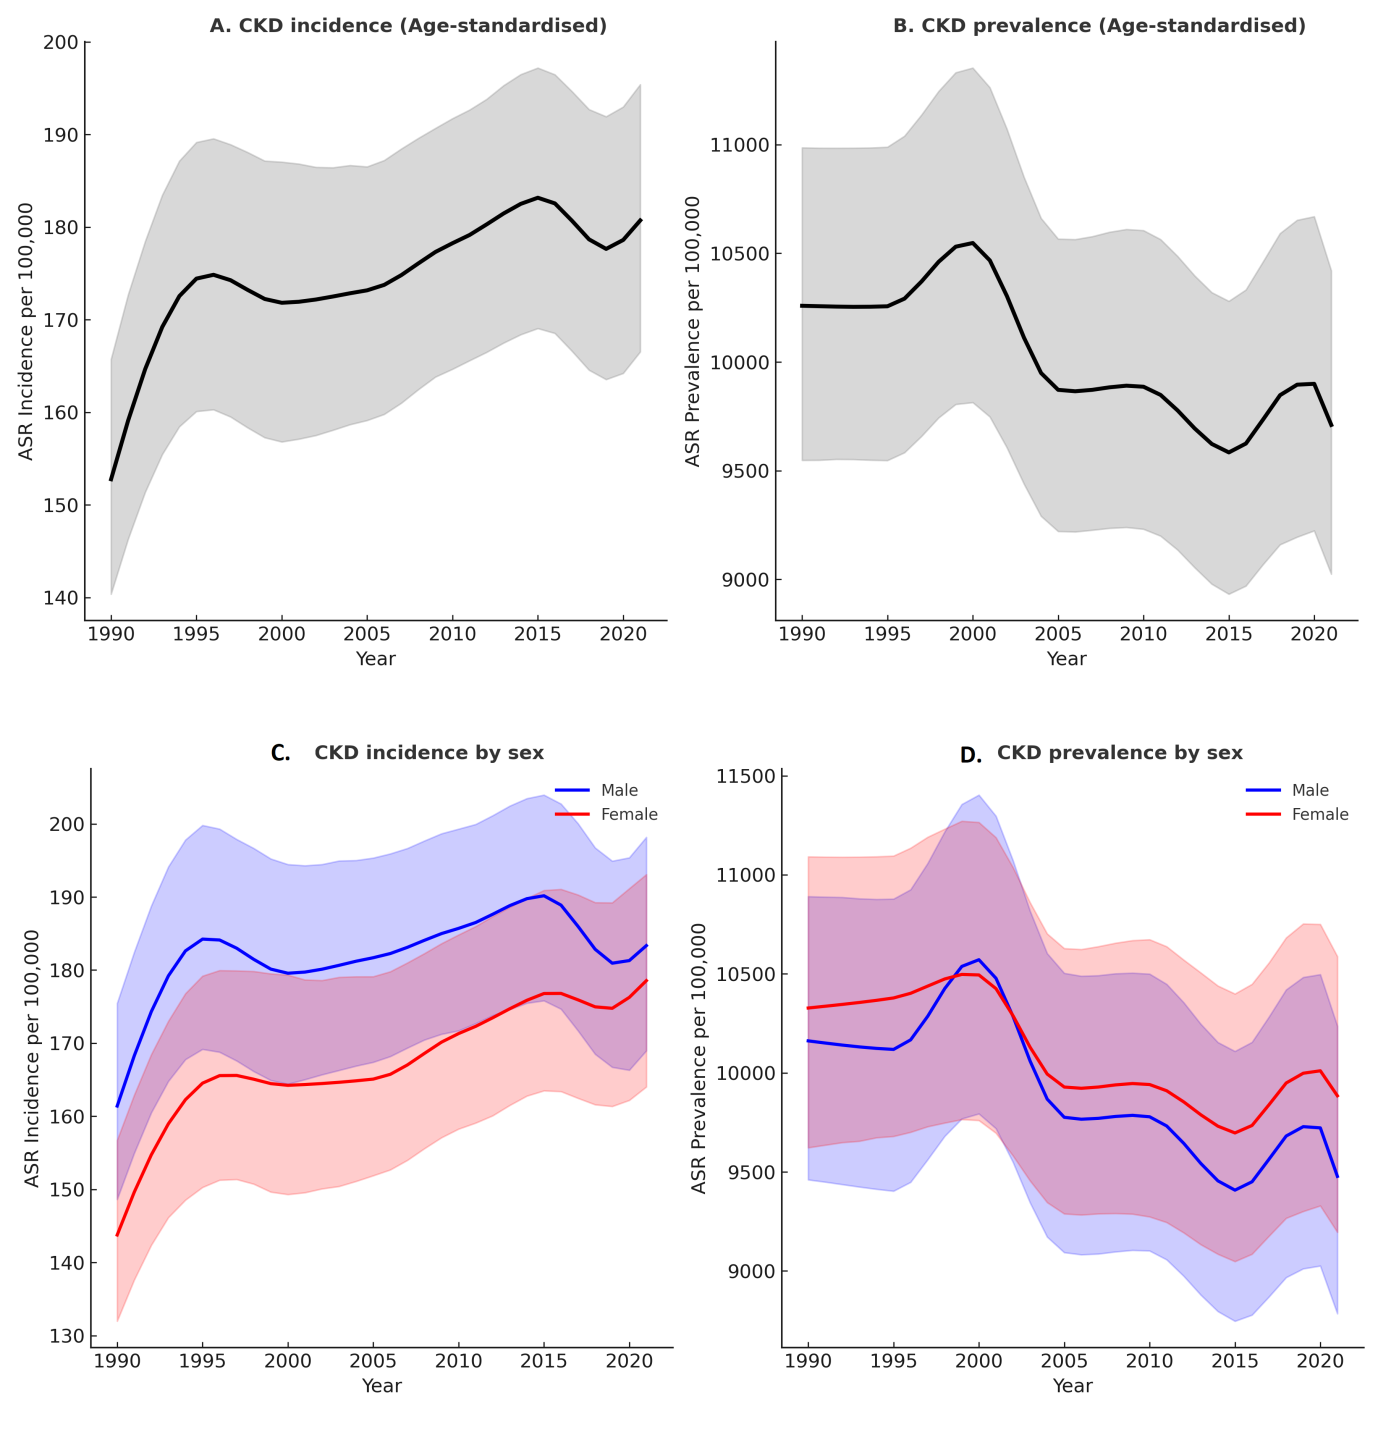 A. CKD incidence (Age-standardised)
200
190
180
170
160
150
140
ASR Incidence per 100,000
1990 1995 2000 2005 2010 2015 2020
Year
B. CKD prevalence (Age-standardised)
11000
10500
10000
9500
9000
ASR Prevalence per 100,000
1990 1995 2000 2005 2010 2015 2020
Year
C. CKD incidence by sex
Male
Female
200
190
180
170
160
150
140
130
ASR Incidence per 100,000
1990 1995 2000 2005 2010 2015 2020
Year
D. CKD prevalence by sex
Male
Female
11500
11000
10500
10000
9500
9000
ASR Prevalence per 100,000
1990 1995 2000 2005 2010 2015 2020
Year